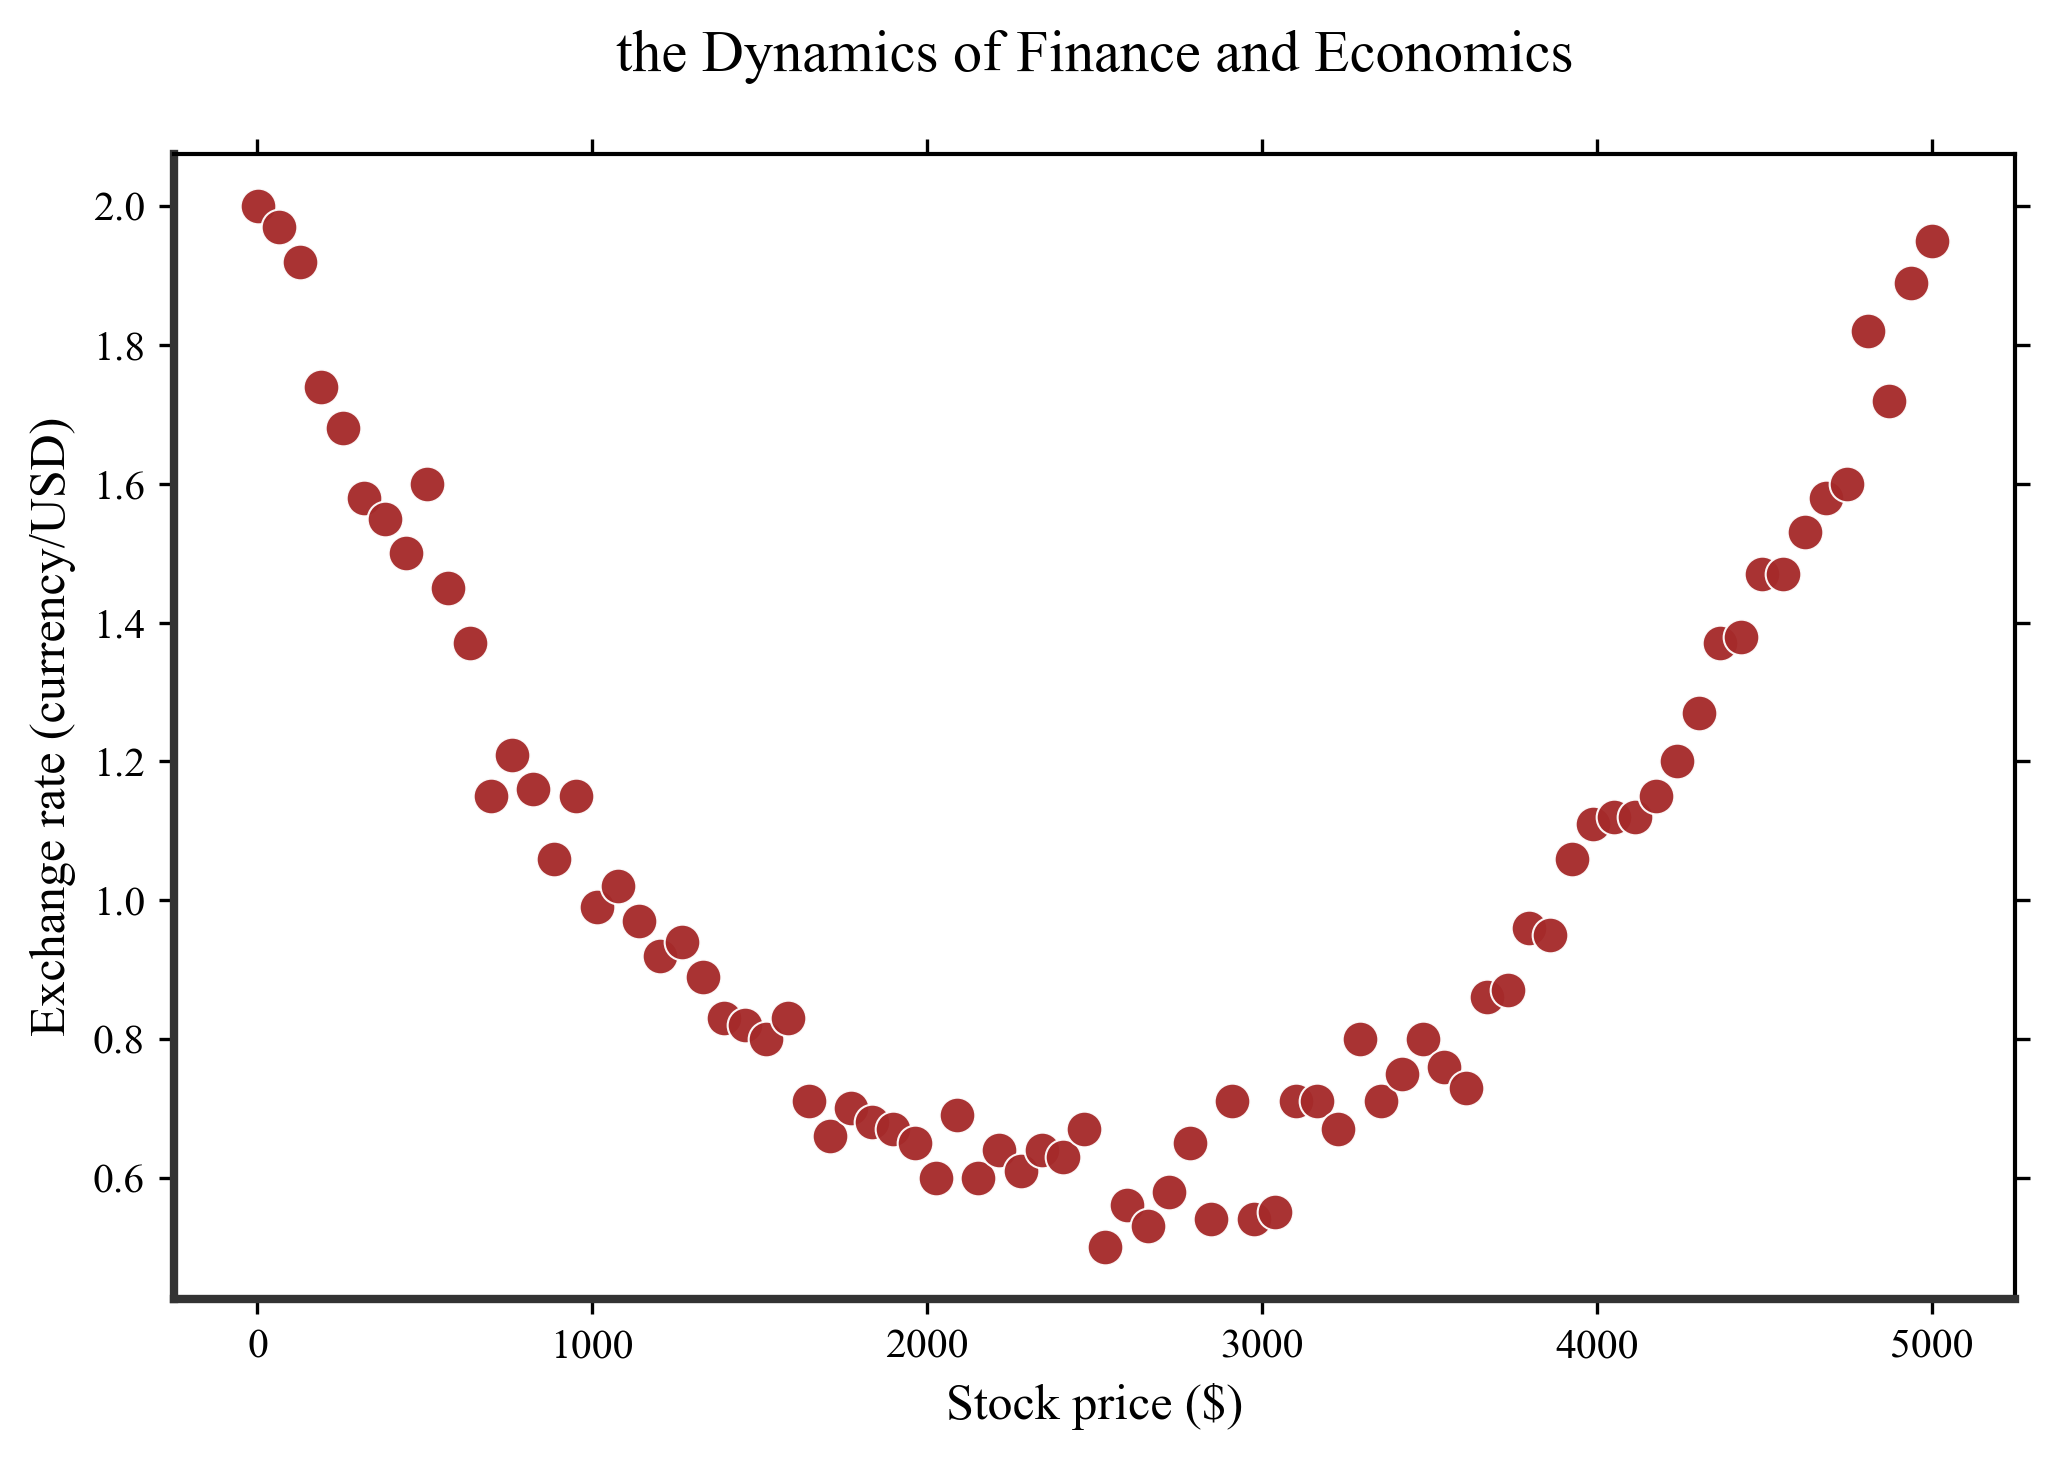 the Dynamics of Finance and Economics
Exchange rate (currency/USD)
2.0
1.8
1.6
1.4
1.2
1.0
0.8
0.6
0 1000 2000 3000 4000 5000
Stock price ($)